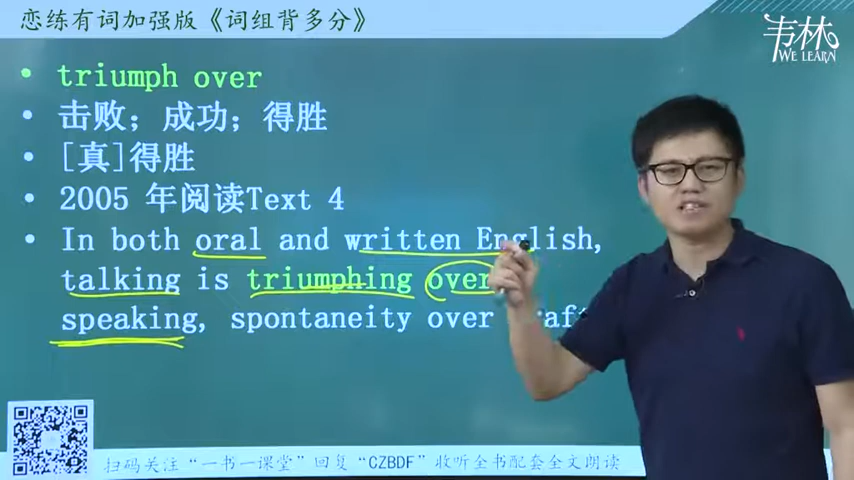 恋练有词加强版《词组背多分》
韦林
WE LEARN
• triumph over
• 击败；成功；得胜
• [真]得胜
• 2005 年阅读Text 4
• In both oral and written English,
talking is triumphing over
speaking, spontaneity over
扫码关注“一书一课堂”回复“CZBDF”收听全书配套全文朗读